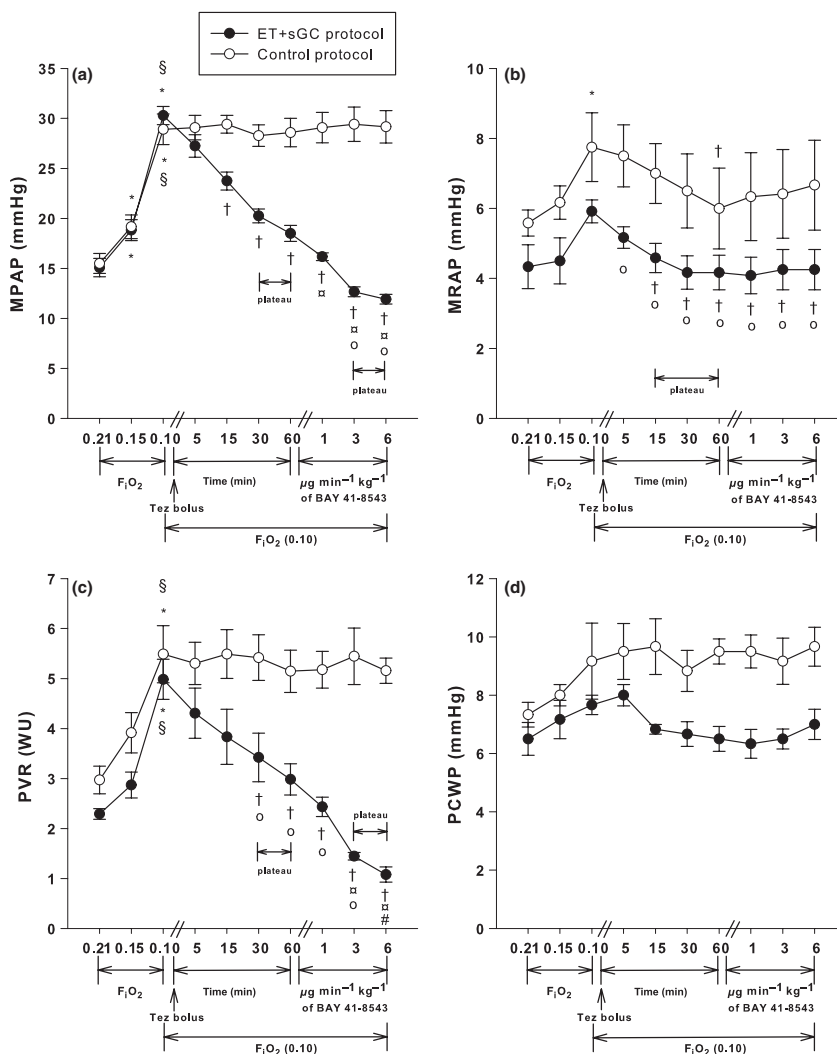 ET+sGC protocol
Control protocol
(a)
MPAP (mmHg)
35
30
25
20
15
10
5
0
§
*
*
§
*
*
†
†
†
†
¤
†
¤
o
†
¤
o
plateau
plateau
0.21 0.15 0.10 5 15 30 60 0 1 3 6
FiO2 Time (min) µg min–1 kg–1
of BAY 41-8543
Tez bolus
FiO2 (0.10)
(b)
MRAP (mmHg)
8
6
4
2
0
*
†
o
†
o
†
o
†
o
†
o
†
o
†
o
plateau
0.21 0.15 0.10 0 5 15 30 60 0 1 3 6
FiO2 Time (min) µg min–1 kg–1
of BAY 41-8543
Tez bolus
FiO2 (0.10)
(c)
PVR (WU)
7
6
5
4
3
2
1
0
§
*
*
§
†
o
†
o
†
o
†
¤
o
†
¤
#
plateau
plateau
0.21 0.15 0.10 5 15 30 60 0 1 3 6
FiO2 Time (min) µg min–1 kg–1
of BAY 41-8543
Tez bolus
FiO2 (0.10)
(d)
PCWP (mmHg)
12
10
8
6
4
2
0
0.21 0.15 0.10 0 5 15 30 60 0 1 3 6
FiO2 Time (min) µg min–1 kg–1
of BAY 41-8543
Tez bolus
FiO2 (0.10)